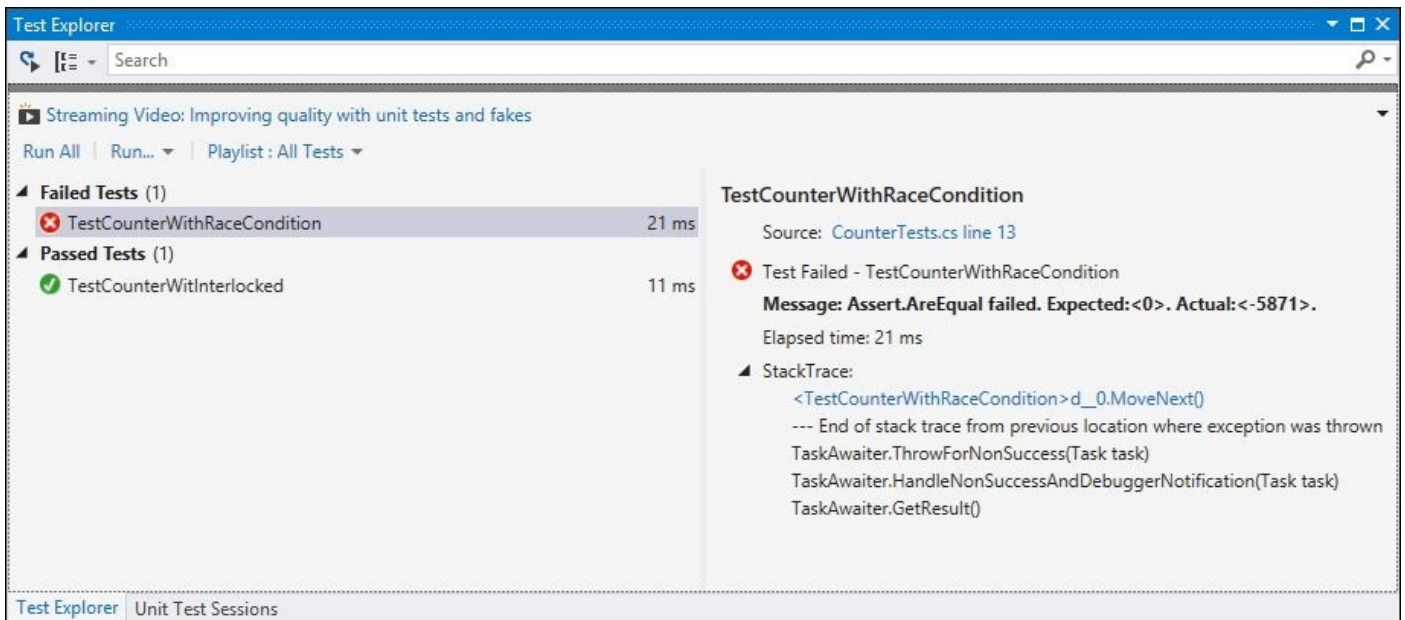 Test Explorer
Search
Streaming Video: Improving quality with unit tests and fakes
Run All | Run... | Playlist : All Tests
Failed Tests (1)
TestCounterWithRaceCondition 21 ms
Passed Tests (1)
TestCounterWitInterlocked 11 ms
TestCounterWithRaceCondition
Source: CounterTests.cs line 13
Test Failed - TestCounterWithRaceCondition
Message: Assert.AreEqual failed. Expected:<0>. Actual:<-5871>.
Elapsed time: 21 ms
StackTrace:
<TestCounterWithRaceCondition>d__0.MoveNext()
--- End of stack trace from previous location where exception was thrown
TaskAwaiter.ThrowForNonSuccess(Task task)
TaskAwaiter.HandleNonSuccessAndDebuggerNotification(Task task)
TaskAwaiter.GetResult()
Test Explorer Unit Test Sessions